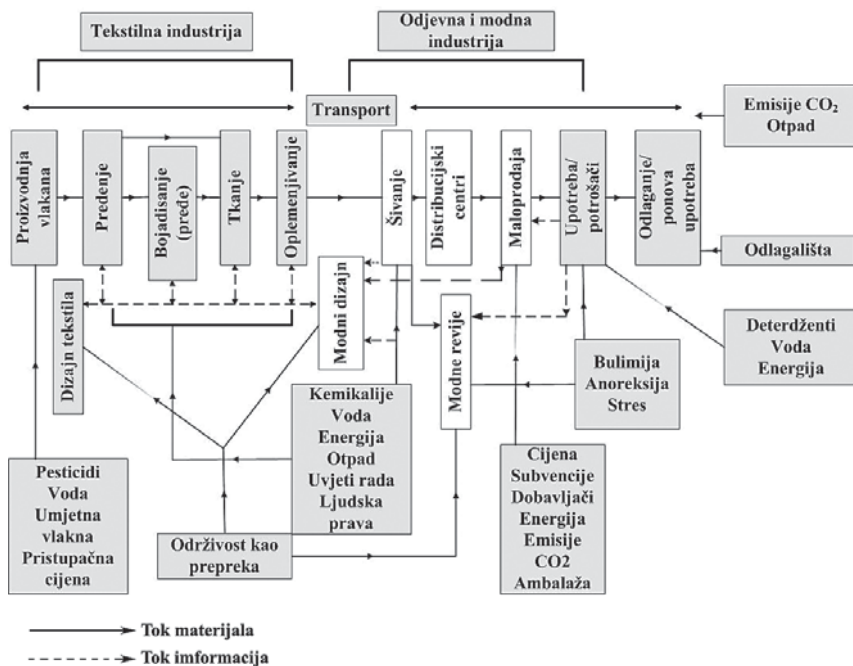 Tekstilna industrija
Odjevna i modna
industrija
Transport
Emisije CO₂
Otpad
Proizvodnja
vlakana
Predenje
Bojadisanje
(pređe)
Tkanje
Oplemenjivanje
Šivanje
Distribucijski
centri
Maloprodaja
Upotreba/
potrošači
Odlaganje/
ponova
upotreba
Odlagališta
Dizajn tekstila
Modni dizajn
Modne revije
Deterdženti
Voda
Energija
Bulimija
Anoreksija
Stres
Kemikalije
Voda
Energija
Otpad
Uvjeti rada
Ljudska
prava
Pesticidi
Voda
Umjetna
vlakna
Pristupačna
cijena
Cijena
Subvencije
Dobavljači
Energija
Emisije
CO2
Ambalaža
Održivost kao
prepreka
Tok materijala
Tok imformacija